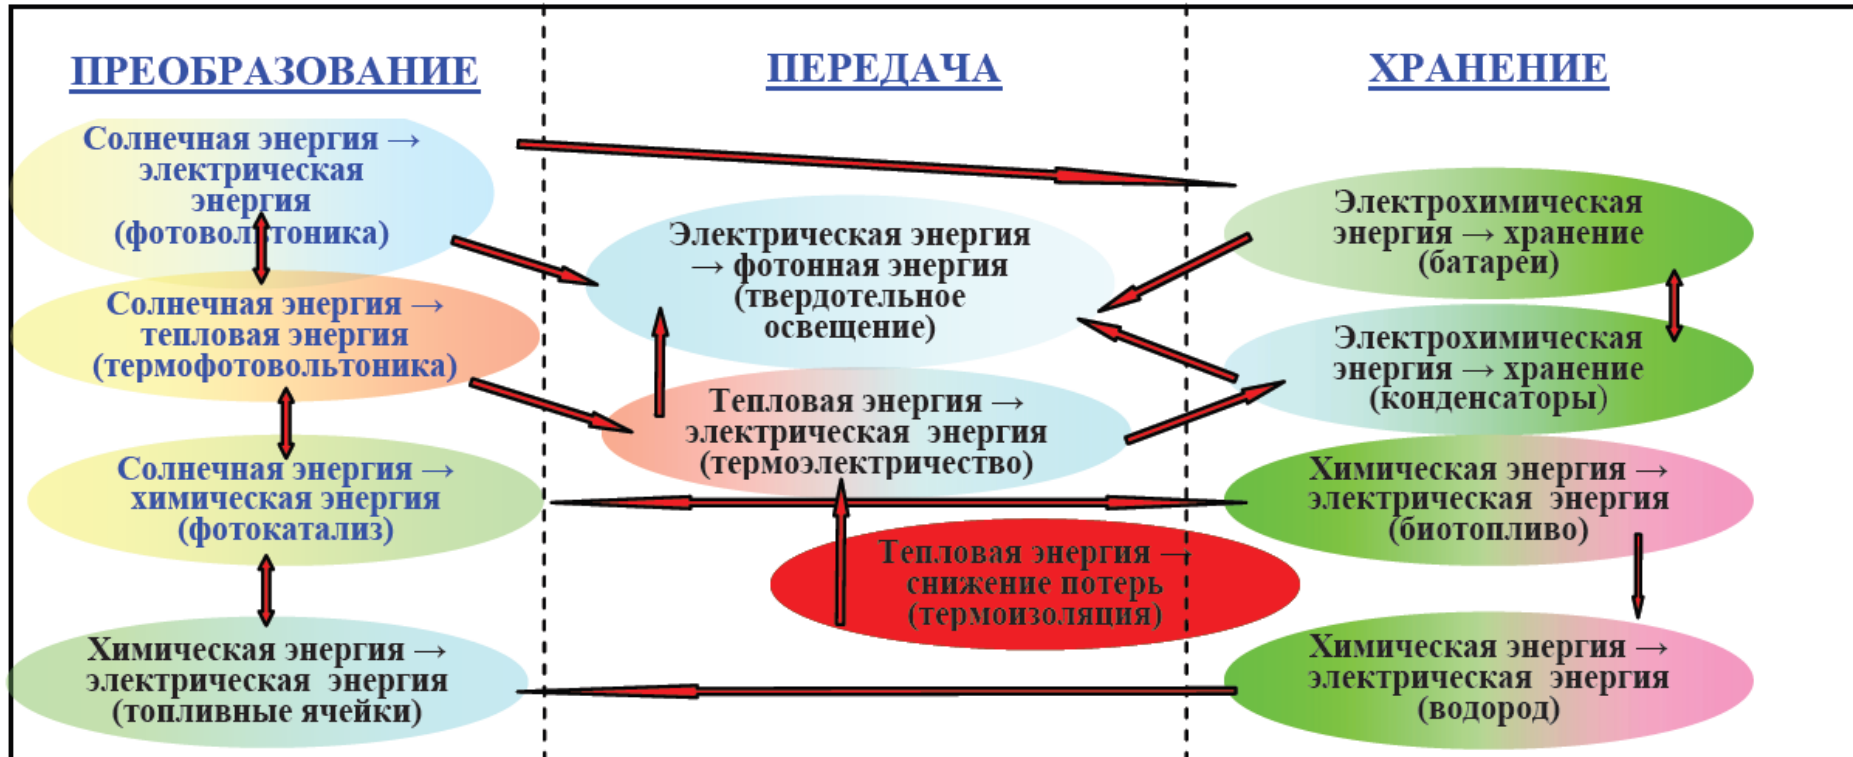 ПРЕОБРАЗОВАНИЕ
Солнечная энергия →
электрическая
энергия
(фотовольтоника)
Солнечная энергия →
тепловая энергия
(термофотовольтоника)
Солнечная энергия →
химическая энергия
(фотокатализ)
Химическая энергия →
электрическая энергия
(топливные ячейки)
ПЕРЕДАЧА
Электрическая энергия
→ фотонная энергия
(твердотельное
освещение)
Тепловая энергия →
электрическая энергия
(термоэлектричество)
Тепловая энергия →
снижение потерь
(термоизоляция)
ХРАНЕНИЕ
Электрохимическая
энергия → хранение
(батареи)
Электрохимическая
энергия → хранение
(конденсаторы)
Химическая энергия →
электрическая энергия
(биотопливо)
Химическая энергия →
электрическая энергия
(водород)